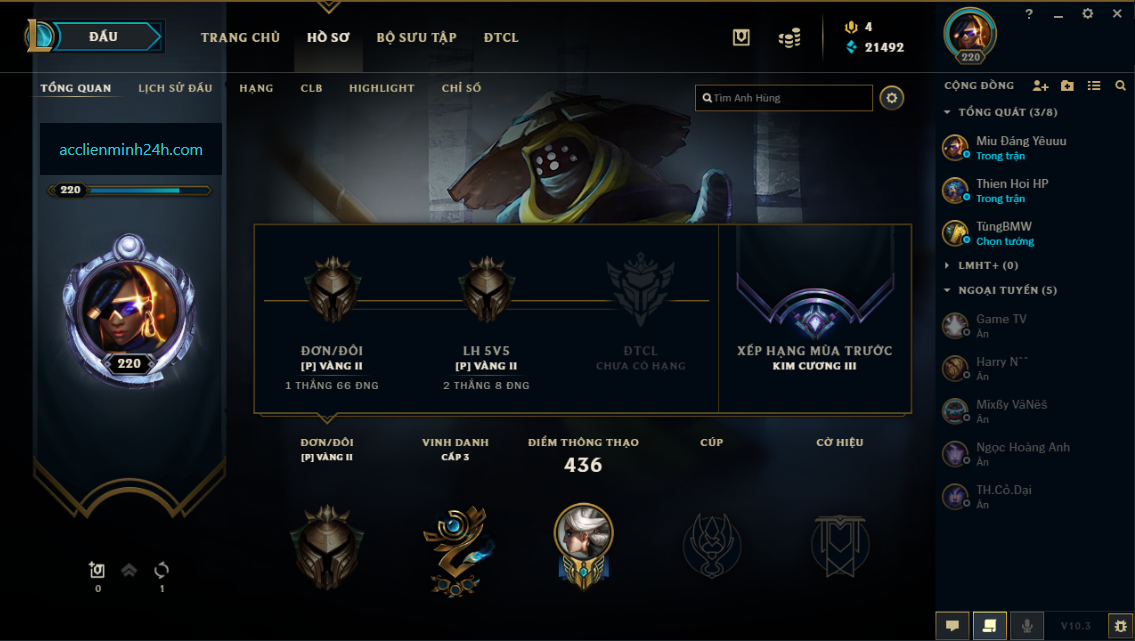 ĐẤU
TRANG CHỦ
HỒ SƠ
BỘ SƯU TẬP
ĐTCL
4
21492
220
?
TỔNG QUAN
LỊCH SỬ ĐẤU
HẠNG
CLB
HIGHLIGHT
CHỈ SỐ
Tìm Anh Hùng
acclienminh24h.com
220
220
ĐƠN/ĐÔI
[P] VÀNG II
1 THẮNG 66 ĐNG
LH 5V5
[P] VÀNG II
2 THẮNG 8 ĐNG
ĐTCL
CHƯA CÓ HẠNG
XẾP HẠNG MÙA TRƯỚC
KIM CƯƠNG III
ĐƠN/ĐÔI
[P] VÀNG II
VINH DANH
CẤP 3
ĐIỂM THÔNG THẠO
436
CÚP
CỜ HIỆU
0
1
CỘNG ĐỒNG
TỔNG QUÁT (3/8)
Miu Đáng Yêuuu
Trong trận
Thien Hoi HP
Trong trận
TùngBMW
Chọn tướng
LMHT+ (0)
NGOẠI TUYẾN (5)
Game TV
Ẩn
Harry Nˆˆ
Ẩn
Mïxßy VäNëš
Ẩn
Ngọc Hoàng Anh
Ẩn
TH.Cỏ.Dại
Ẩn
V10.3